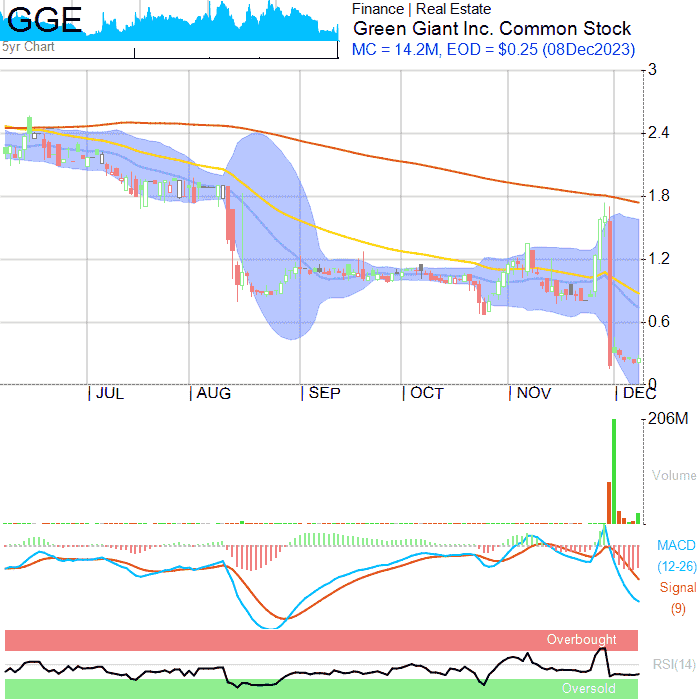 GGE
5yr Chart
Finance | Real Estate
Green Giant Inc. Common Stock
MC = 14.2M, EOD = $0.25 (08Dec2023)
3
2.4
1.8
1.2
0.6
0
JUL AUG SEP OCT NOV DEC
206M
Volume
MACD
(12-26)
Signal
(9)
Overbought
RSI(14)
Oversold